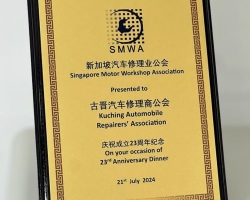 SMWA
新加坡汽车修理业公会
Singapore Motor Workshop Association
Presented to
古晋汽车修理商公会
Kuching Automobile
Repairers' Association
庆祝成立23周年纪念
On your occasion of
23rd Anniversary Dinner
21st July 2024